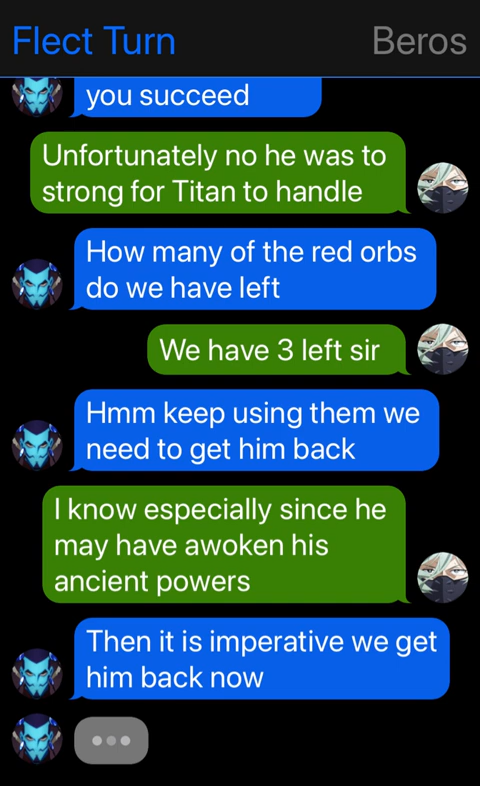 Flect Turn
Beros
you succeed
Unfortunately no he was to
strong for Titan to handle
How many of the red orbs
do we have left
We have 3 left sir
Hmm keep using them we
need to get him back
I know especially since he
may have awoken his
ancient powers
Then it is imperative we get
him back now